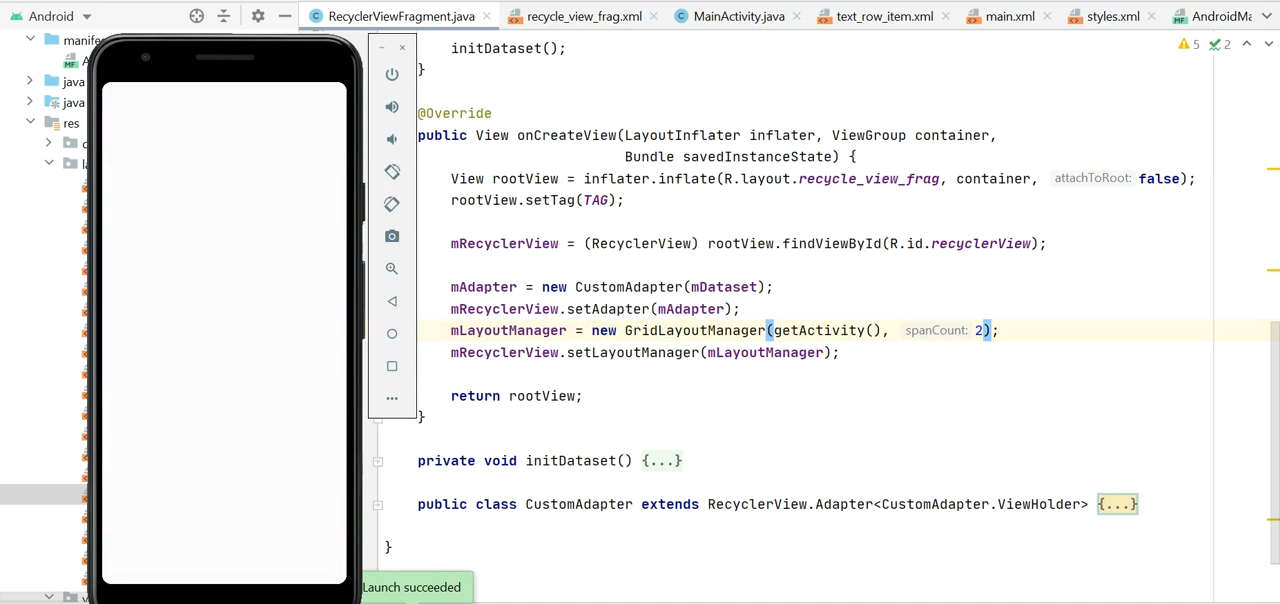 Android
RecyclerViewFragment.java
recycle_view_frag.xml
MainActivity.java
text_row_item.xml
main.xml
styles.xml
AndroidMa
manife
java
java
res
initDataset();
}
5
2
@Override
public View onCreateView(LayoutInflater inflater, ViewGroup container,
Bundle savedInstanceState) {
View rootView = inflater.inflate(R.layout.recycle_view_frag, container, attachToRoot: false);
rootView.setTag(TAG);
mRecyclerView = (RecyclerView) rootView.findViewById(R.id.recyclerView);
mAdapter = new CustomAdapter(mDataset);
mRecyclerView.setAdapter(mAdapter);
mLayoutManager = new GridLayoutManager(getActivity(), spanCount: 2);
mRecyclerView.setLayoutManager(mLayoutManager);
return rootView;
}
private void initDataset() {...}
public class CustomAdapter extends RecyclerView.Adapter<CustomAdapter.ViewHolder> {...}
}
Launch succeeded